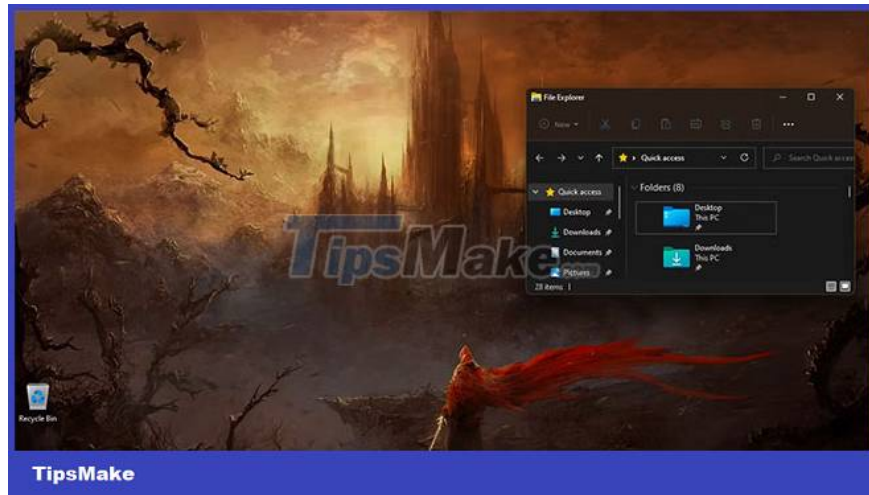 File Explorer
New
Quick access
Search Quick access
Quick access
Desktop
Downloads
Documents
Pictures
Folders (8)
Desktop
This PC
Downloads
This PC
28 items
TipsMake
Recycle Bin
TipsMake